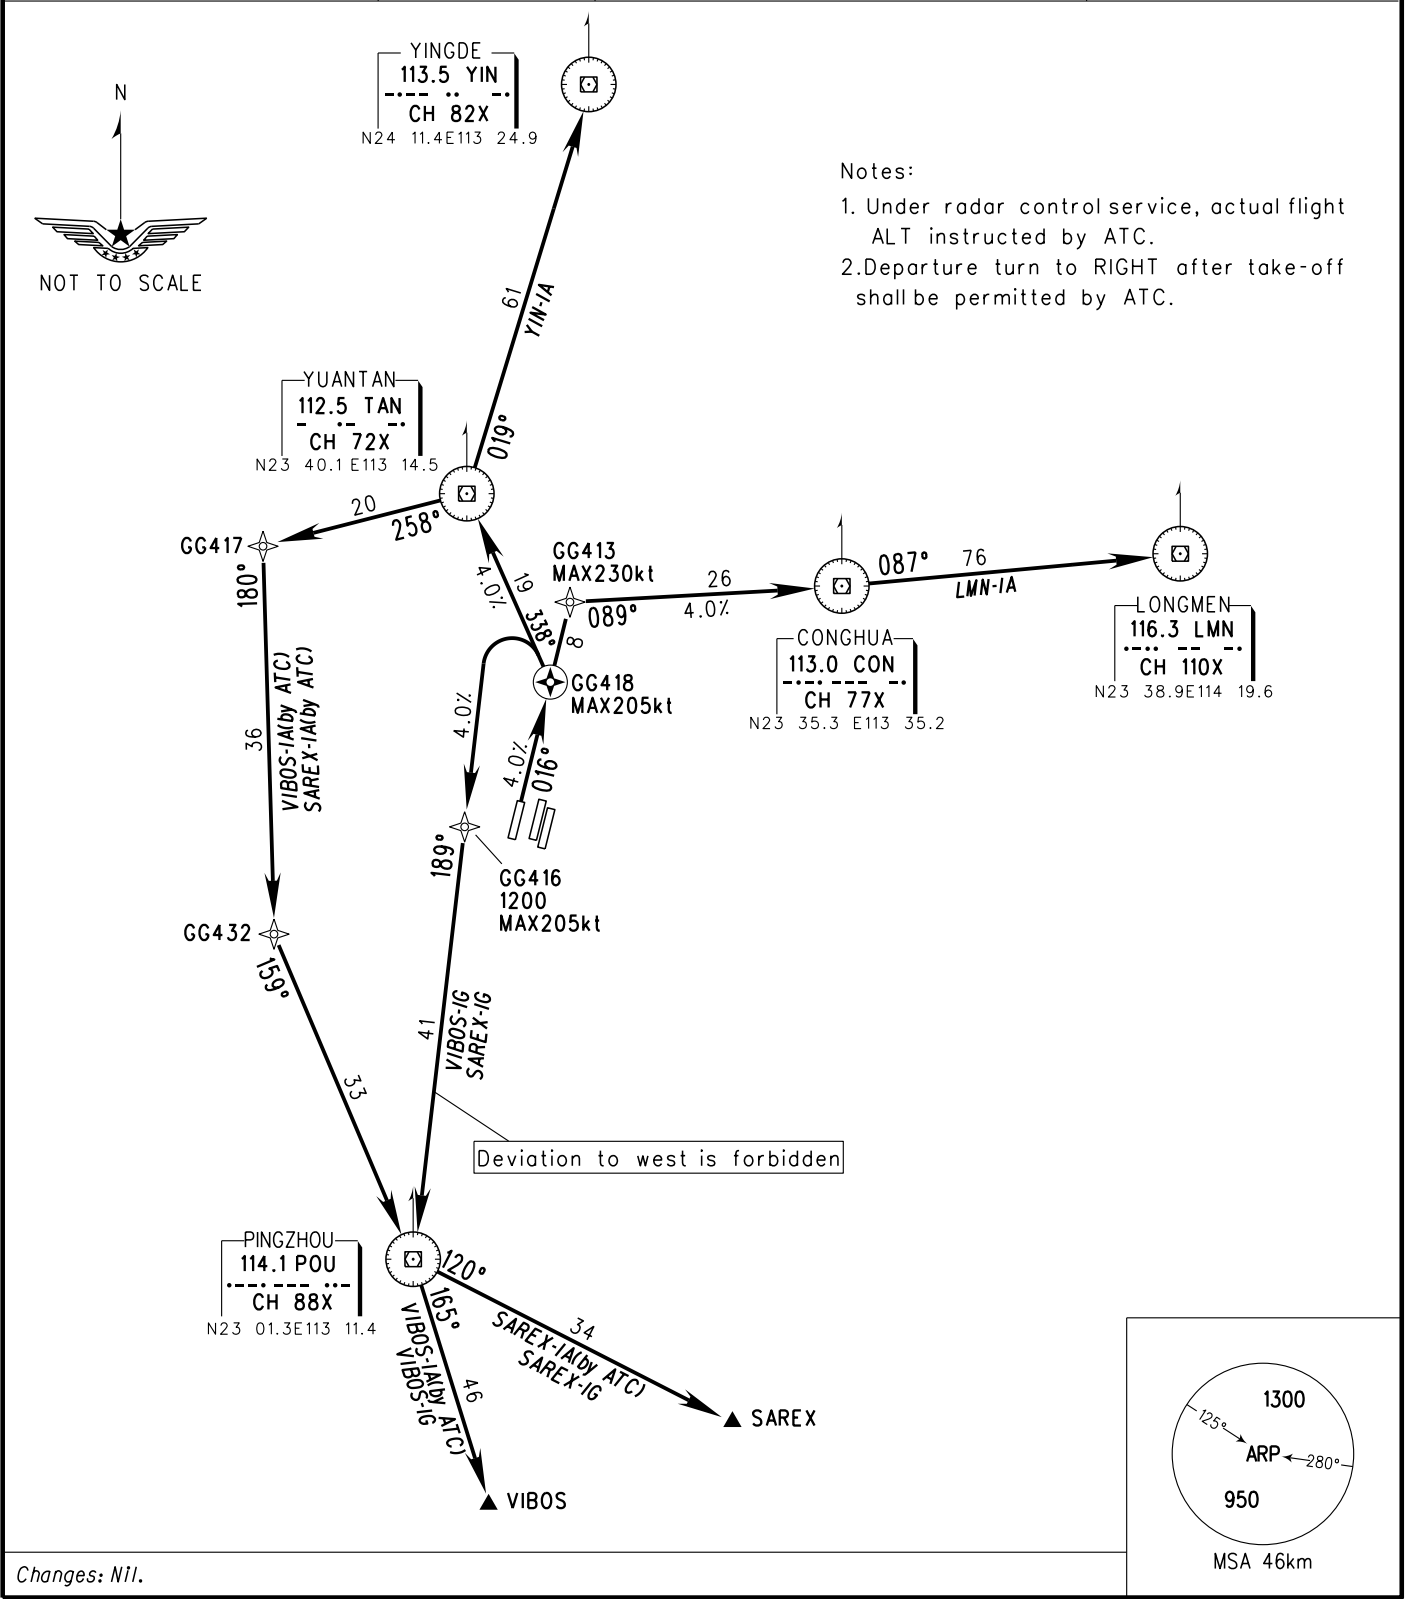 YINGDE
113.5 YIN
CH 82X
N24 11.4E113 24.9
N
NOT TO SCALE
Notes:
1. Under radar control service, actual flight
ALT instructed by ATC.
2.Departure turn to RIGHT after take-off
shall be permitted by ATC.
61
YIN-1A
019°
YUANTAN
112.5 TAN
CH 72X
N23 40.1 E113 14.5
20
258°
GG417
180°
19
4.0%
338°
GG413
MAX230kt
089°
26
4.0%
8
087°
76
LMN-1A
LONGMEN
116.3 LMN
CH 110X
N23 38.9E114 19.6
CONGHUA
113.0 CON
CH 77X
N23 35.3 E113 35.2
GG418
MAX205kt
4.0%
4.0%
016°
36
VIBOS-1A(by ATC)
SAREX-1A(by ATC)
189°
GG416
1200
MAX205kt
GG432
159°
33
41
VIBOS-1G
SAREX-1G
Deviation to west is forbidden
PINGZHOU
114.1 POU
CH 88X
N23 01.3E113 11.4
120°
165°
34
SAREX-1A(by ATC)
SAREX-1G
46
VIBOS-1A(by ATC)
VIBOS-1G
SAREX
VIBOS
1300
125°
ARP
280°
950
MSA 46km
Changes: Nil.